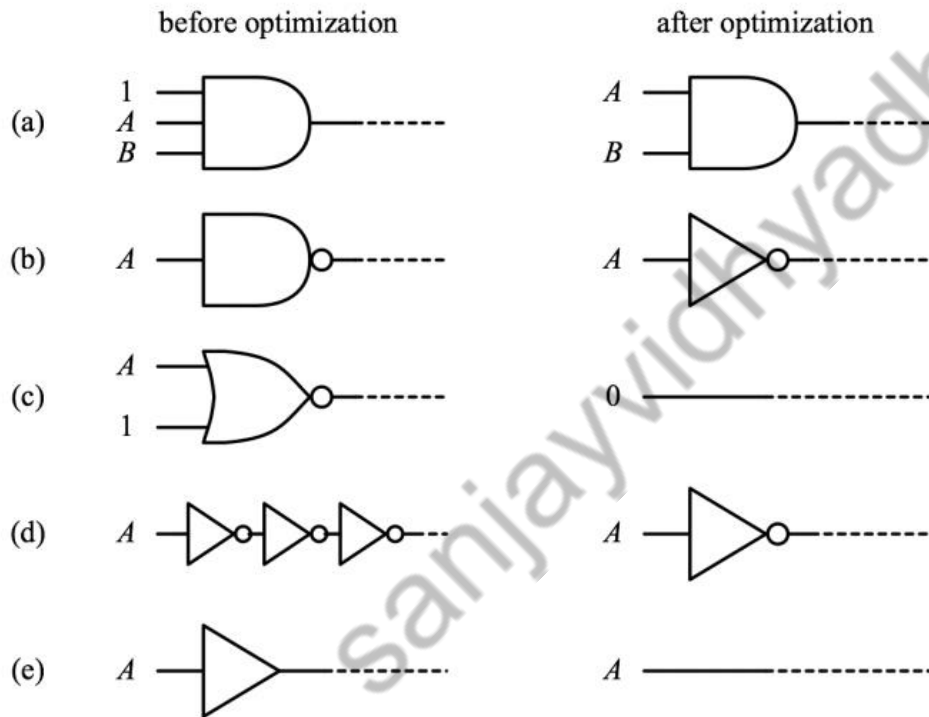 before optimization after optimization
(a) 1 A B A B
(b) A A
(c) A 1 0
(d) A A
(e) A A
sanjayvidhyadh